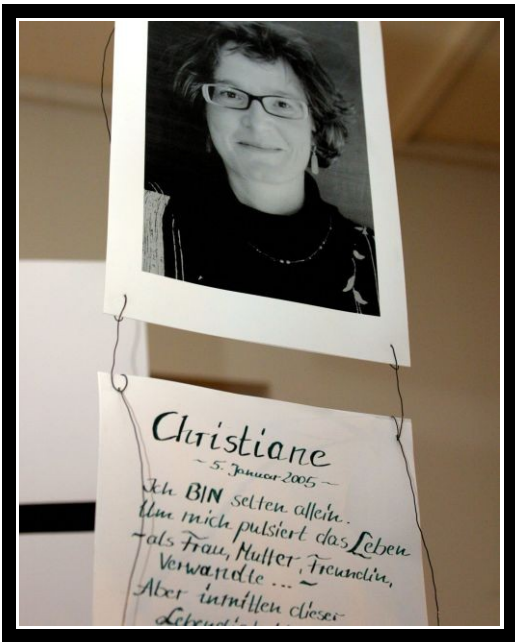 Christiane
~ 5. Januar 2005 ~
Ich BIN selten allein.
Um mich pulsiert das Leben
~als Frau, Mutter, Freundin,
Verwandte ... ~
Aber inmitten dieser